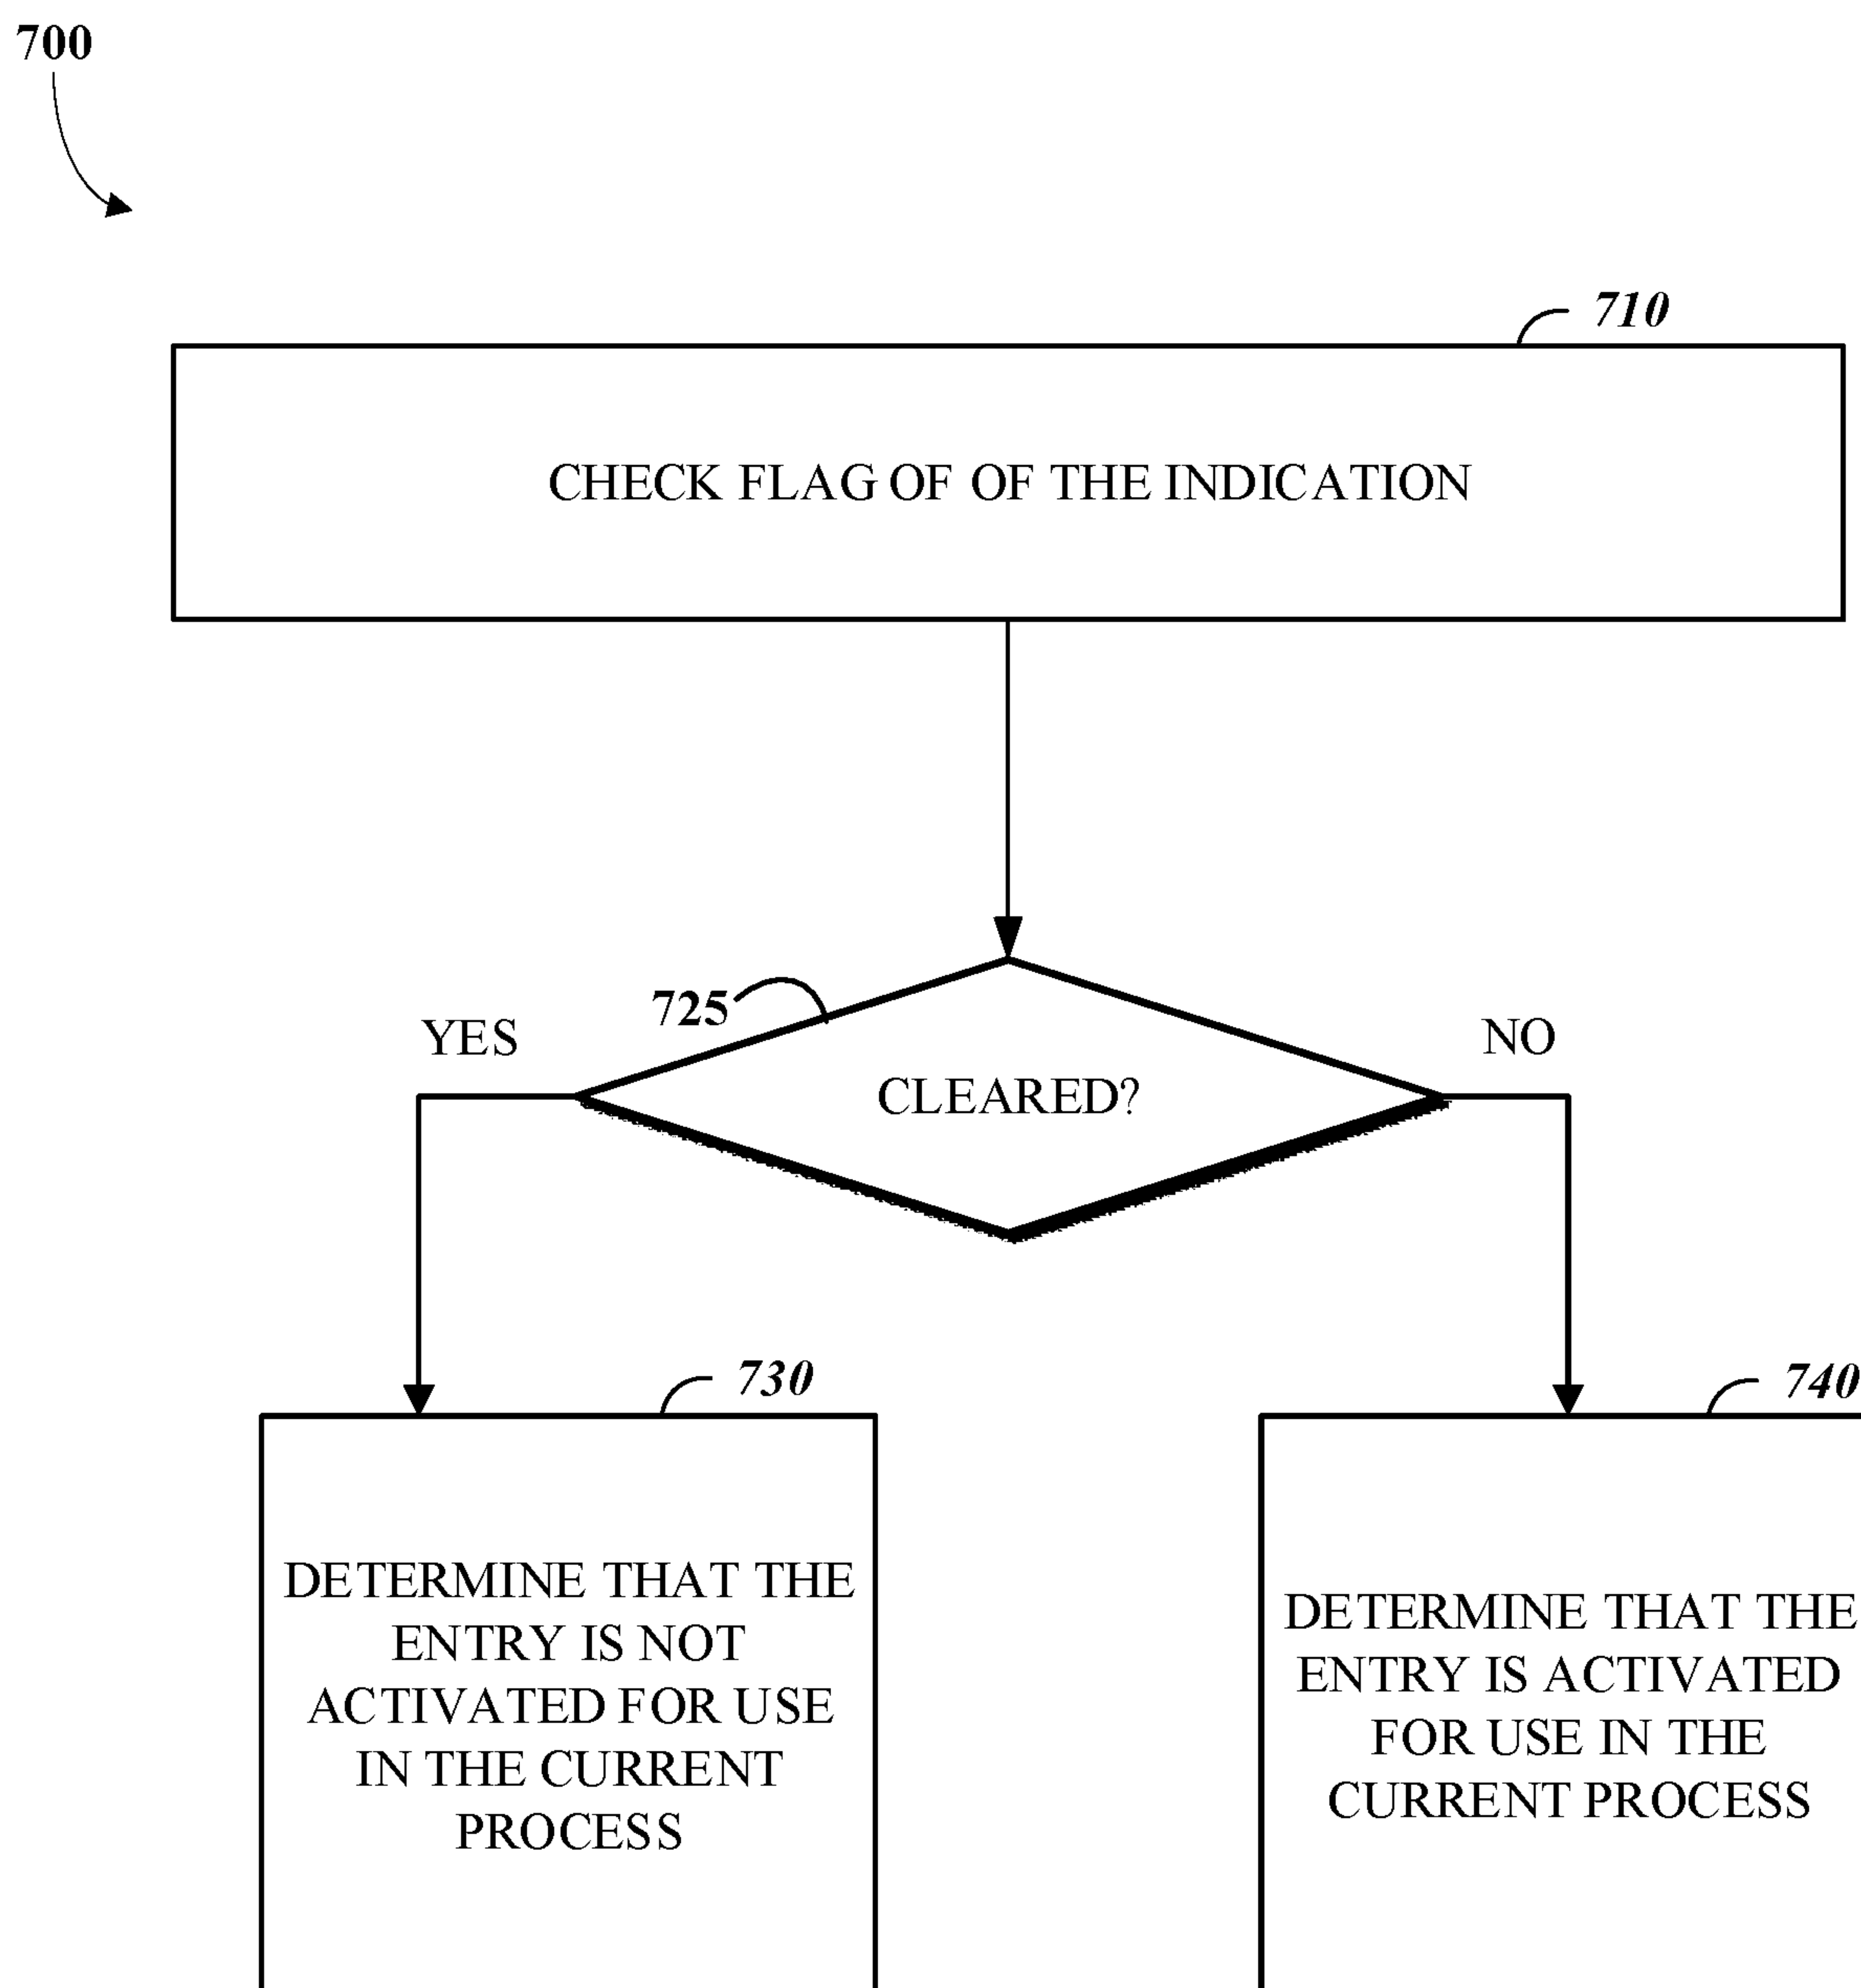 700
710
CHECK FLAG OF OF THE INDICATION
725
YES
NO
CLEARED?
730
740
DETERMINE THAT THE
ENTRY IS NOT
ACTIVATED FOR USE
IN THE CURRENT
PROCESS
DETERMINE THAT THE
ENTRY IS ACTIVATED
FOR USE IN THE
CURRENT PROCESS